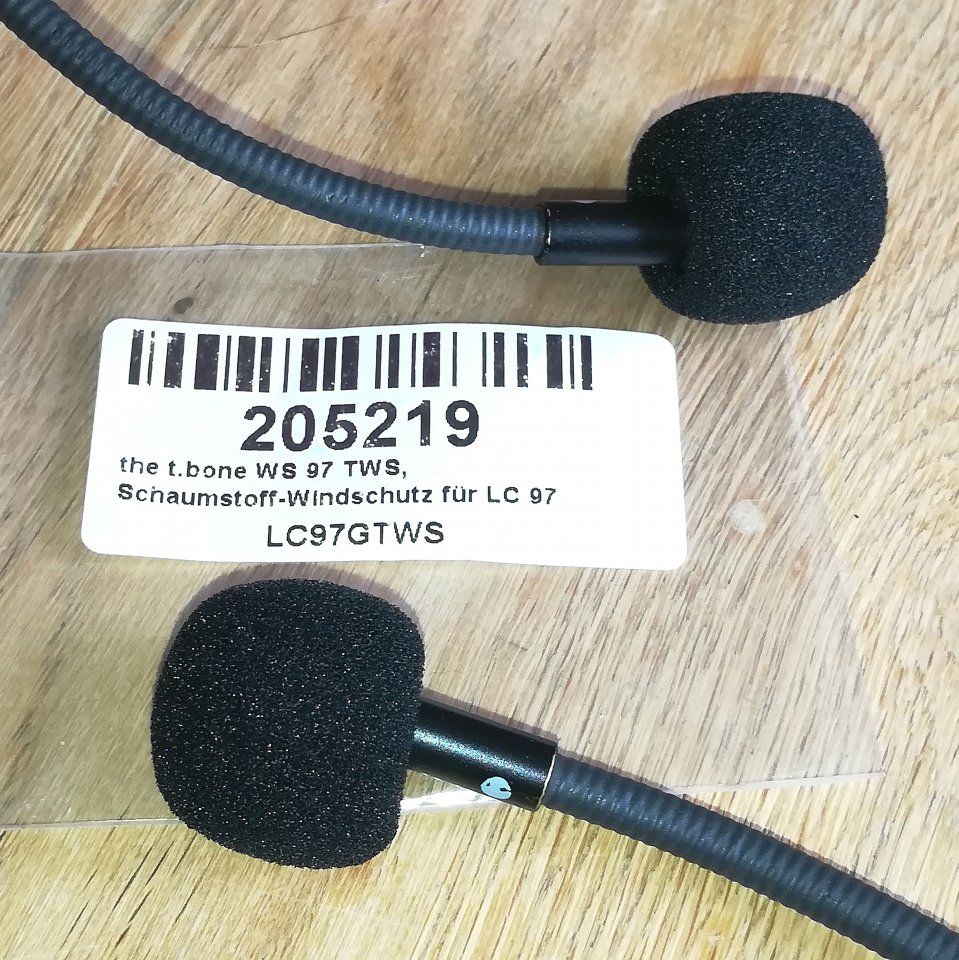 205219
the t.bone WS 97 TWS,
Schaumstoff-Windschutz für LC 97
LC97GTWS